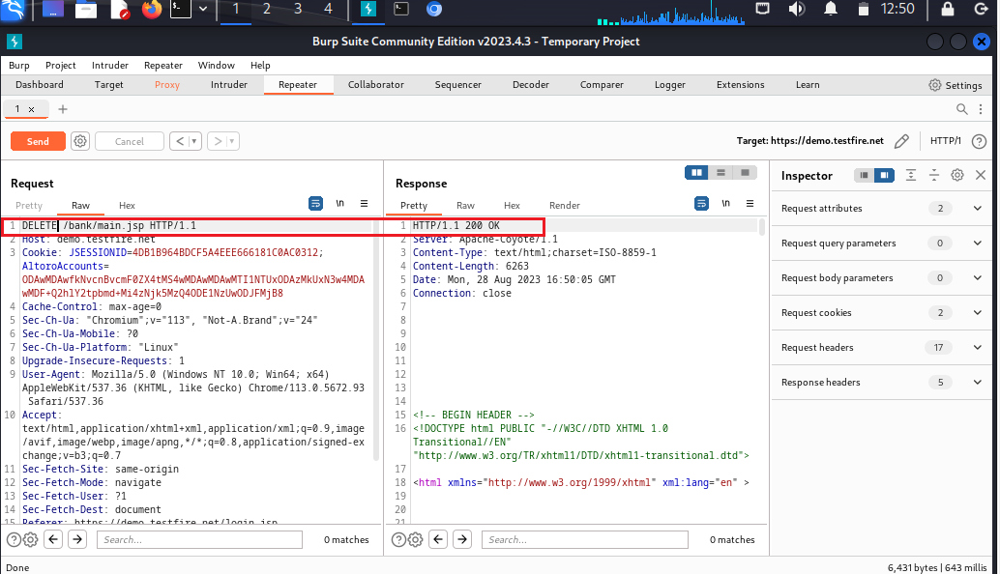 1 2 3 4 12:50
Burp Suite Community Edition v2023.4.3 - Temporary Project
Burp Project Intruder Repeater Window Help
Dashboard Target Proxy Intruder Repeater Collaborator Sequencer Decoder Comparer Logger Extensions Learn Settings
1 × +
Send Cancel < > Target: https://demo.testfire.net HTTP/1 ?
Request
Pretty Raw Hex \n
1 DELETE /bank/main.jsp HTTP/1.1
2 Host: demo.testfire.net
3 Cookie: JSESSIONID=4DB1B964BDCF5A4EEE666181C0AC0312;
AltoroAccounts=
ODAwMDAwfkNvcnBvcmF0ZX4tMS4wMDAwMDAwMTI1NTUxODAzMkUxN3w4MDA
wMDF+Q2hlY2tpbmd+Mi4zNjk5MzQ4ODE1NzUwODJFMjB8
4 Cache-Control: max-age=0
5 Sec-Ch-Ua: "Chromium";v="113", "Not-A.Brand";v="24"
6 Sec-Ch-Ua-Mobile: ?0
7 Sec-Ch-Ua-Platform: "Linux"
8 Upgrade-Insecure-Requests: 1
9 User-Agent: Mozilla/5.0 (Windows NT 10.0; Win64; x64)
AppleWebKit/537.36 (KHTML, like Gecko) Chrome/113.0.5672.93
Safari/537.36
10 Accept:
text/html,application/xhtml+xml,application/xml;q=0.9,image
/avif,image/webp,image/apng,*/*;q=0.8,application/signed-ex
change;v=b3;q=0.7
11 Sec-Fetch-Site: same-origin
12 Sec-Fetch-Mode: navigate
13 Sec-Fetch-User: ?1
14 Sec-Fetch-Dest: document
15 Referer: https://demo.testfire.net/login.jsp
Search... 0 matches
Response
Pretty Raw Hex Render \n
1 HTTP/1.1 200 OK
2 Server: Apache-Coyote/1.1
3 Content-Type: text/html;charset=ISO-8859-1
4 Content-Length: 6263
5 Date: Mon, 28 Aug 2023 16:50:05 GMT
6 Connection: close
7
8
9
10
11
12
13
14
15 <!-- BEGIN HEADER -->
16 <!DOCTYPE html PUBLIC "-//W3C//DTD XHTML 1.0
Transitional//EN"
"http://www.w3.org/TR/xhtml1/DTD/xhtml1-transitional.dtd">
17
18 <html xmlns="http://www.w3.org/1999/xhtml" xml:lang="en" >
19
20
21
Search... 0 matches
Inspector
Request attributes 2
Request query parameters 0
Request body parameters 0
Request cookies 2
Request headers 17
Response headers 5
Done 6,431 bytes | 643 millis